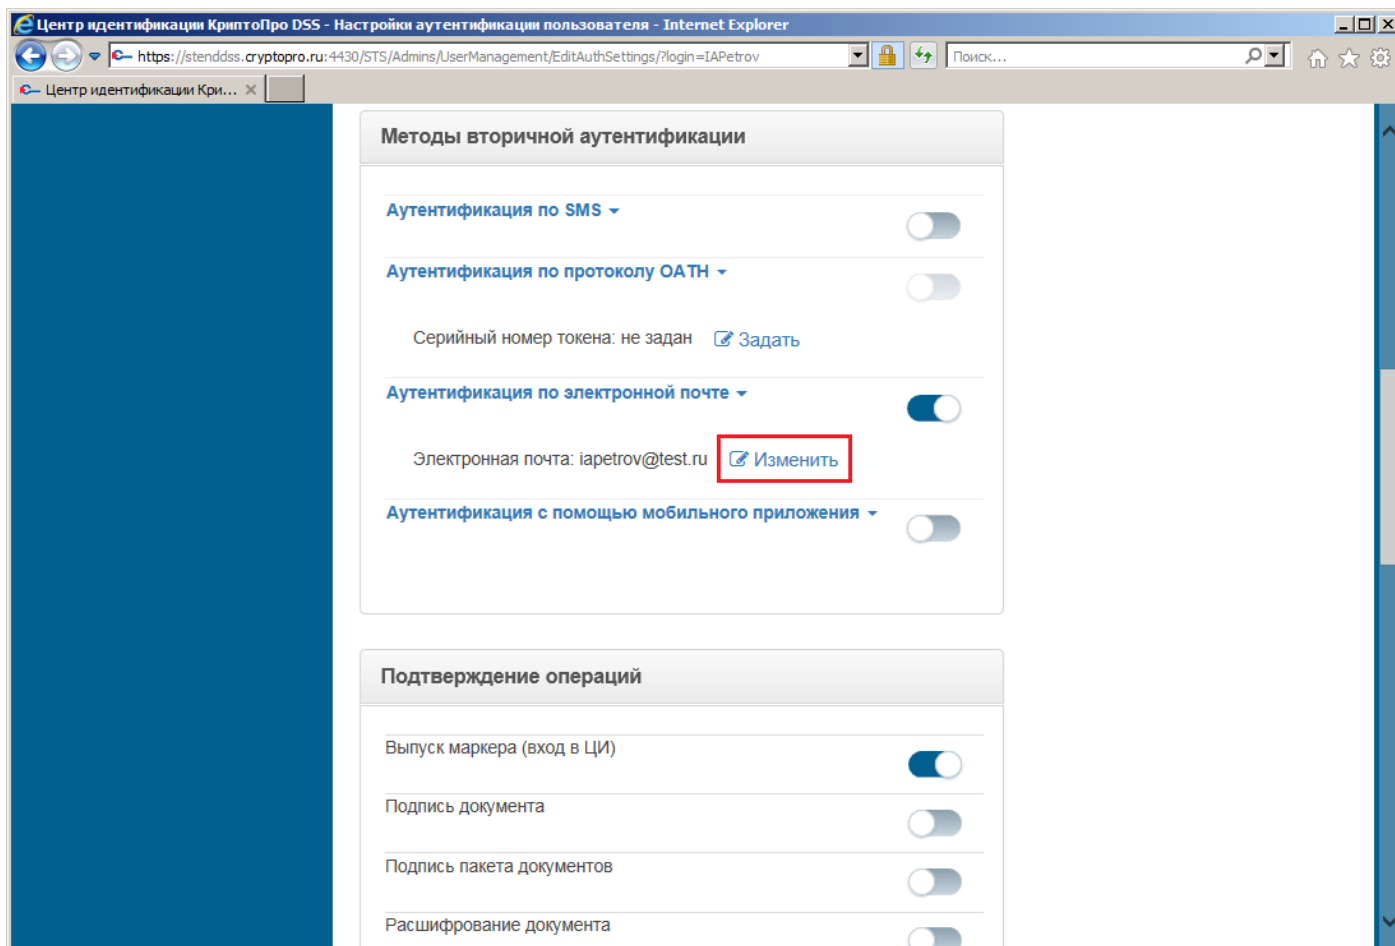 Центр идентификации КриптоПро DSS - Настройки аутентификации пользователя - Internet Explorer
https://stenddss.cryptopro.ru:4430/STS/Admins/UserManagement/EditAuthSettings/?login=IAPetrov
Поиск...
Центр идентификации Кри...
Методы вторичной аутентификации
Аутентификация по SMS
Аутентификация по протоколу OATH
Серийный номер токена: не задан Задать
Аутентификация по электронной почте
Электронная почта: iapetrov@test.ru Изменить
Аутентификация с помощью мобильного приложения
Подтверждение операций
Выпуск маркера (вход в ЦИ)
Подпись документа
Подпись пакета документов
Расшифрование документа